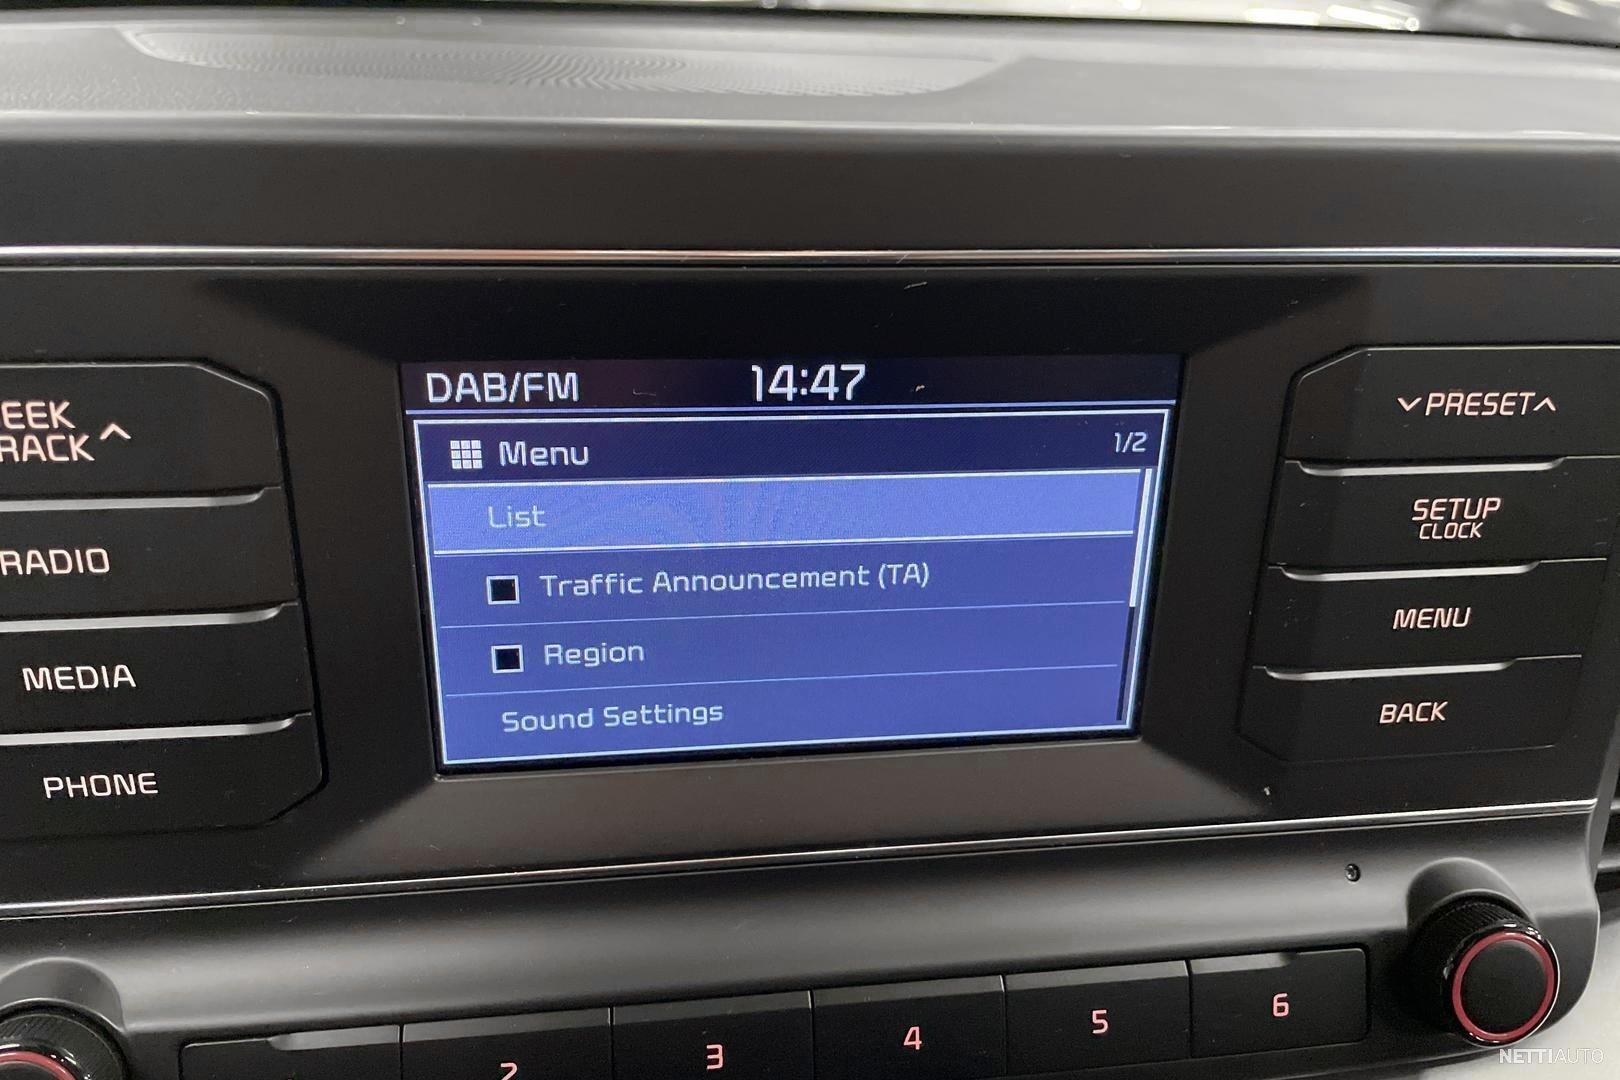 DAB/FM 14:47
Menu 1/2
List
Traffic Announcement (TA)
Region
Sound Settings
EEK
RACK
RADIO
MEDIA
PHONE
PRESET
SETUP
CLOCK
MENU
BACK
2 3 4 5 6
NETTIAUTO